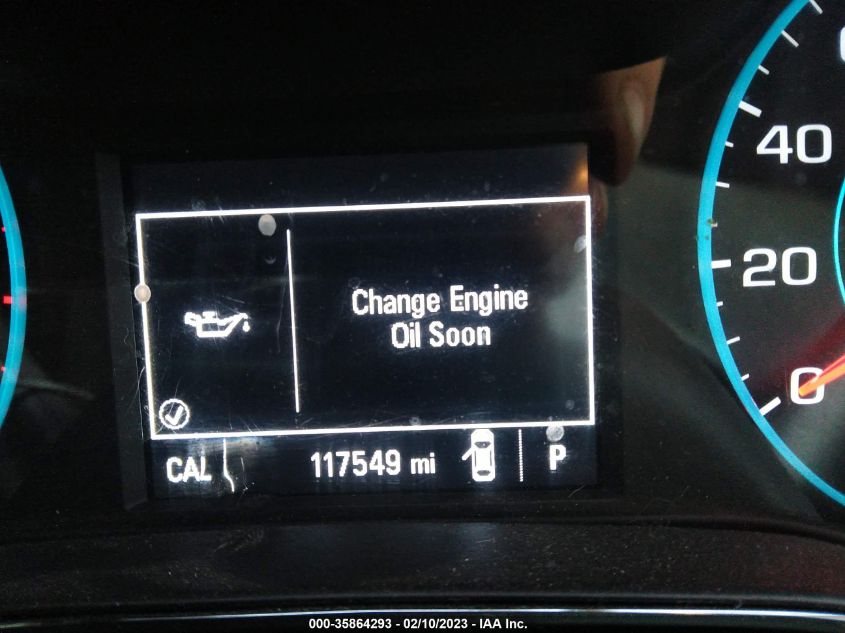 Change Engine
Oil Soon
CAL
117549 mi
P
40
20
0
000-35864293 - 02/10/2023 - IAA Inc.